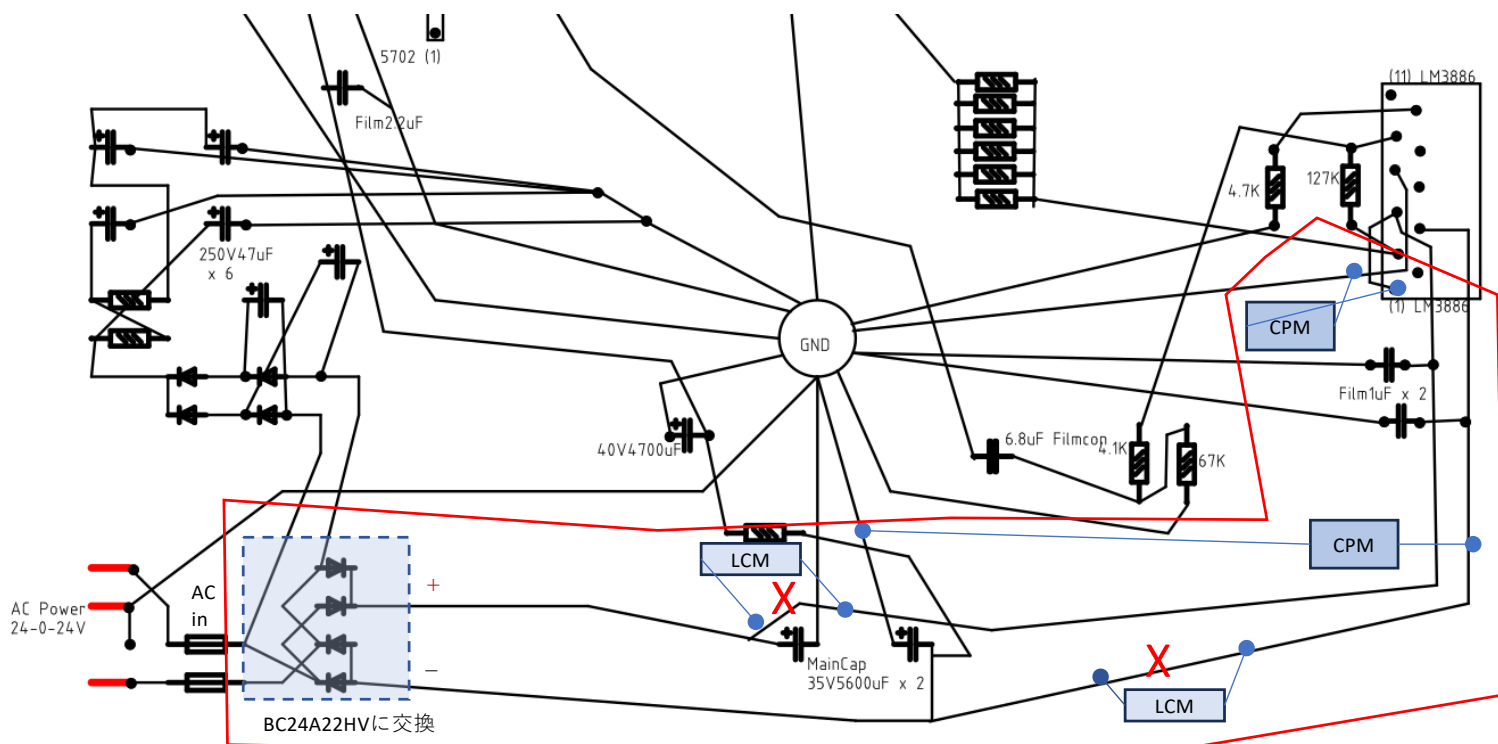 5702 (1)
(11) LM3886
Film2.2uF
4.7K
127K
250V47uF
x 6
CPM
(1) LM3886
GND
Film1uF x 2
40V4700uF
6.8uF Filmcon
4.1K
67K
LCM
X
CPM
AC Power
24-0-24V
AC
in
+
−
MainCap
35V5600uF x 2
X
LCM
BC24A22HVに交換